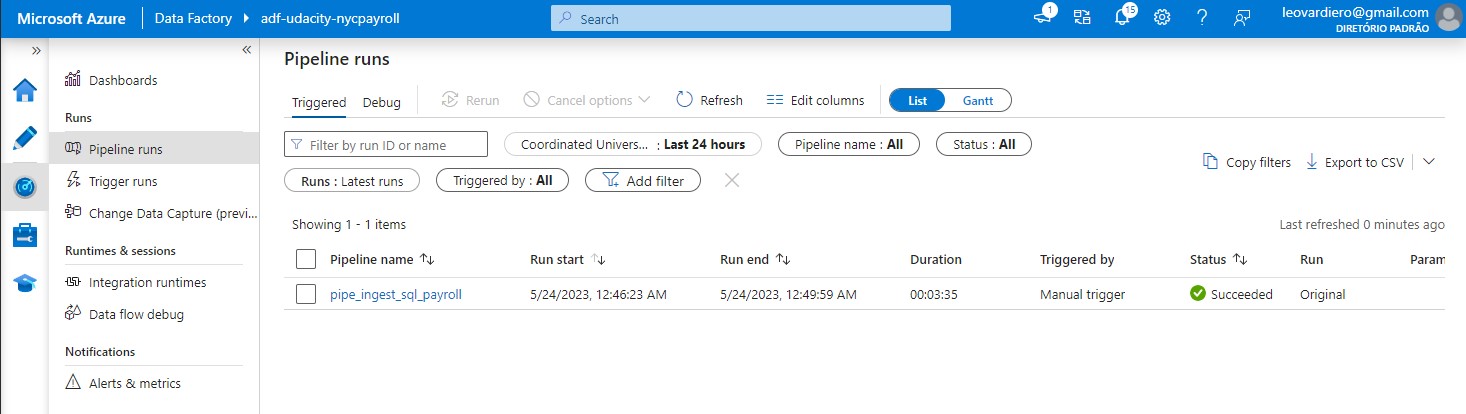 Microsoft Azure Data Factory adf-udacity-nycpayroll Search 1 15 leovardiero@gmail.com
DIRETÓRIO PADRÃO
Dashboards
Runs
Pipeline runs
Trigger runs
Change Data Capture (previ...
Runtimes & sessions
Integration runtimes
Data flow debug
Notifications
Alerts & metrics
Pipeline runs
Triggered Debug Rerun Cancel options Refresh Edit columns List Gantt
Filter by run ID or name Coordinated Univers... : Last 24 hours Pipeline name : All Status : All
Copy filters Export to CSV
Runs : Latest runs Triggered by : All Add filter
Showing 1 - 1 items Last refreshed 0 minutes ago
Pipeline name Run start Run end Duration Triggered by Status Run Param
pipe_ingest_sql_payroll 5/24/2023, 12:46:23 AM 5/24/2023, 12:49:59 AM 00:03:35 Manual trigger Succeeded Original